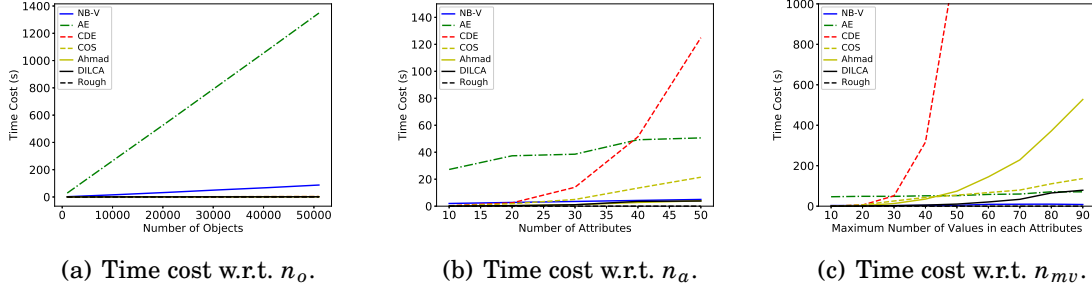 1400
1200
1000
800
600
400
200
0
Time Cost (s)
NB-V
AE
CDE
COS
Ahmad
DILCA
Rough
0 10000 20000 30000 40000 50000
Number of Objects
(a) Time cost w.r.t. n_o.
140
120
100
80
60
40
20
0
Time Cost (s)
NB-V
AE
CDE
COS
Ahmad
DILCA
Rough
10 15 20 25 30 35 40 45 50
Number of Attributes
(b) Time cost w.r.t. n_a.
1000
800
600
400
200
0
Time Cost (s)
NB-V
AE
CDE
COS
Ahmad
DILCA
Rough
10 20 30 40 50 60 70 80 90
Maximum Number of Values in each Attributes
(c) Time cost w.r.t. n_{mv}.